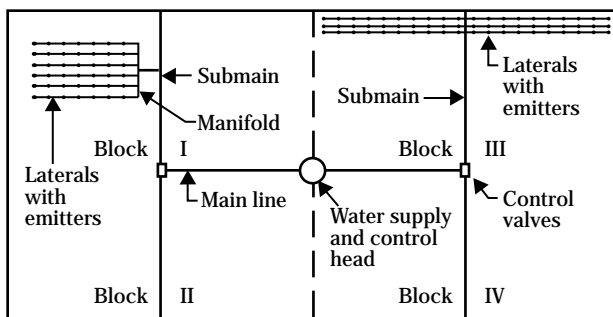 Submain
Manifold
Laterals
with
emitters
Submain
Block I
Block III
Laterals
with
emitters
Main line
Water supply
and control
head
Control
valves
Block II
Block IV